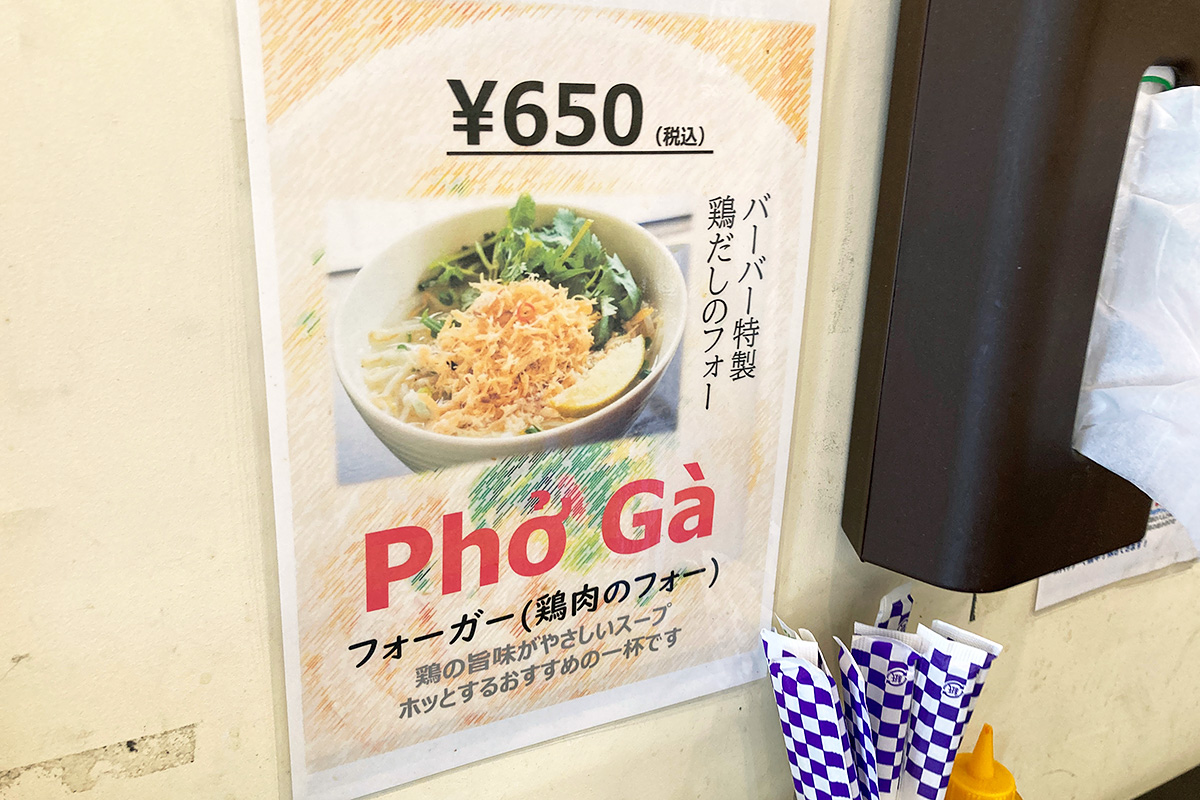 ¥650(税込)
バーバー特製
鶏だしのフォー
Phở Gà
フォーガー(鶏肉のフォー)
鶏の旨味がやさしいスープ
ホッとするおすすめの一杯です